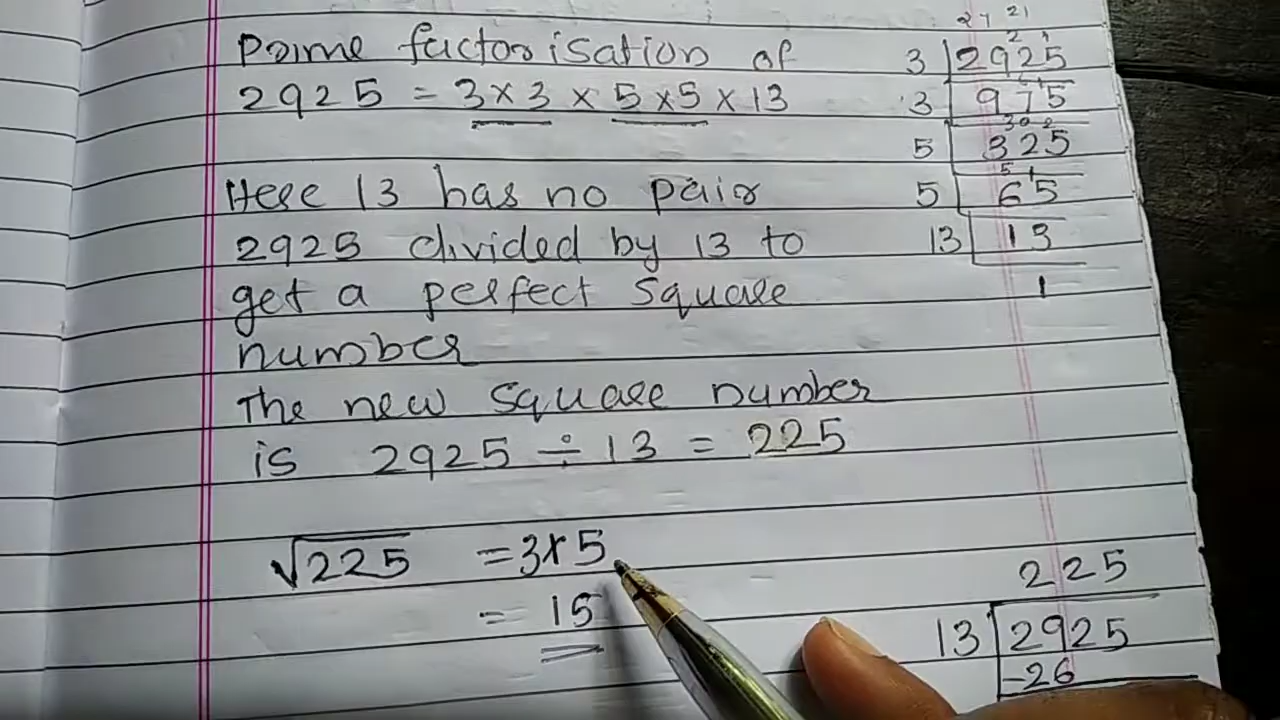 Prime factorisation of
2925 = 3×3 × 5×5 × 13
Here 13 has no pair
2925 divided by 13 to
get a perfect square
number
The new square number
is 2925 ÷ 13 = 225
√225 = 3×5
= 15
3 | 2925
3 | 975
5 | 325
5 | 65
13 | 13
1
225
13 | 2925
-26